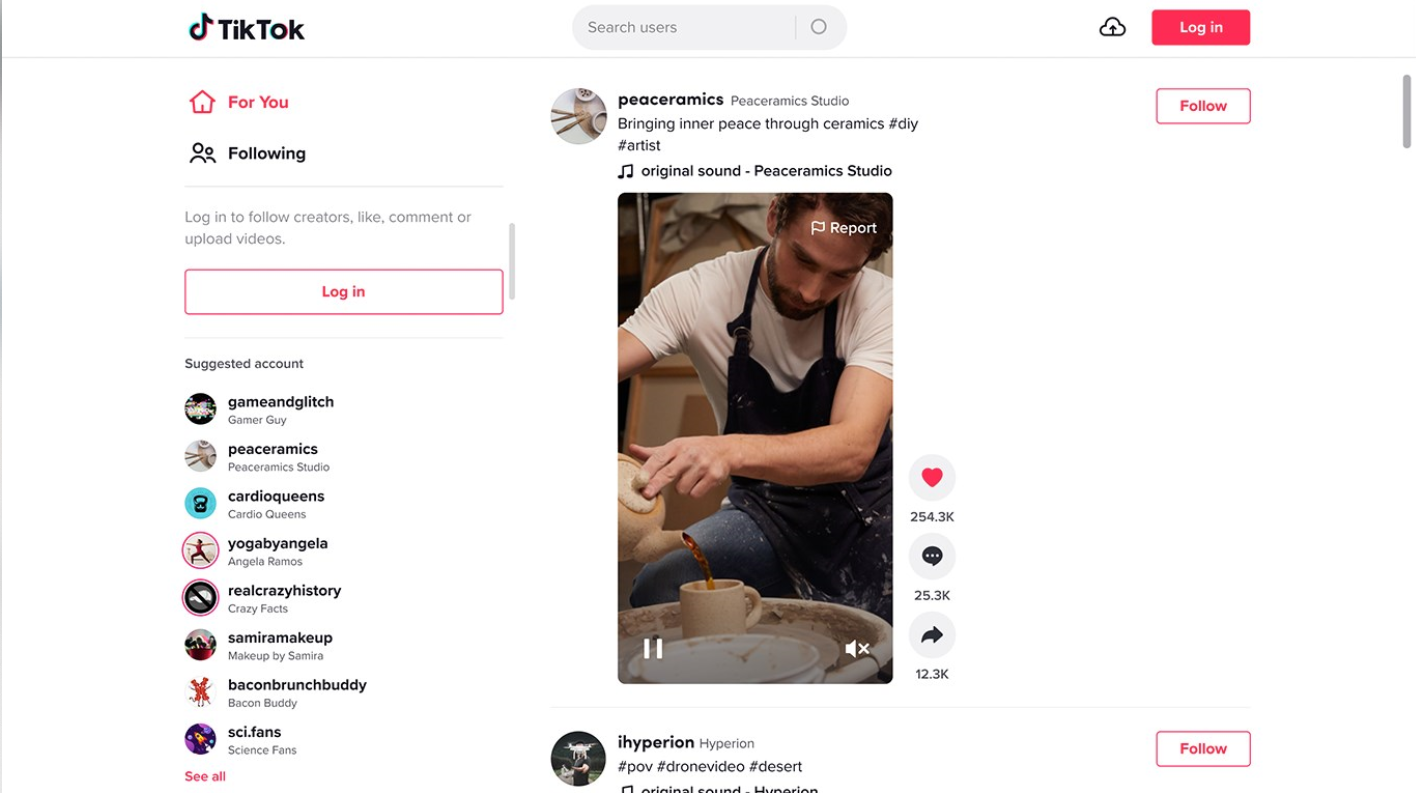 TikTok
Search users
Log in
For You
Following
Log in to follow creators, like, comment or
upload videos.
Log in
Suggested account
gameandglitch
Gamer Guy
peaceramics
Peaceramics Studio
cardioqueens
Cardio Queens
yogabyangela
Angela Ramos
realcrazyhistory
Crazy Facts
samiramakeup
Makeup by Samira
baconbrunchbuddy
Bacon Buddy
sci.fans
Science Fans
See all
peaceramics Peaceramics Studio
Follow
Bringing inner peace through ceramics #diy
#artist
original sound - Peaceramics Studio
Report
254.3K
25.3K
12.3K
ihyperion Hyperion
Follow
#pov #dronevideo #desert
original sound - Hyperion